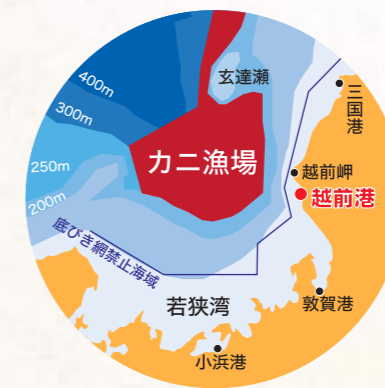 400m
300m
250m
200m
玄達瀬
カニ漁場
三国港
越前岬
越前港
底びき網禁止海域
若狭湾
敦賀港
小浜港